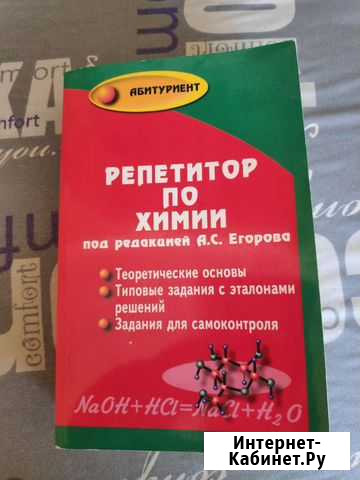 АБИТУРИЕНТ
РЕПЕТИТОР
ПО
ХИМИИ
под редакцией А.С. Егорова
Теоретические основы
Типовые задания с эталонами
решений
Задания для самоконтроля
NaOH+HCl=NaCl+H₂O
comfort
comfort &
you.
comfort
Интернет-
Кабинет.Ру